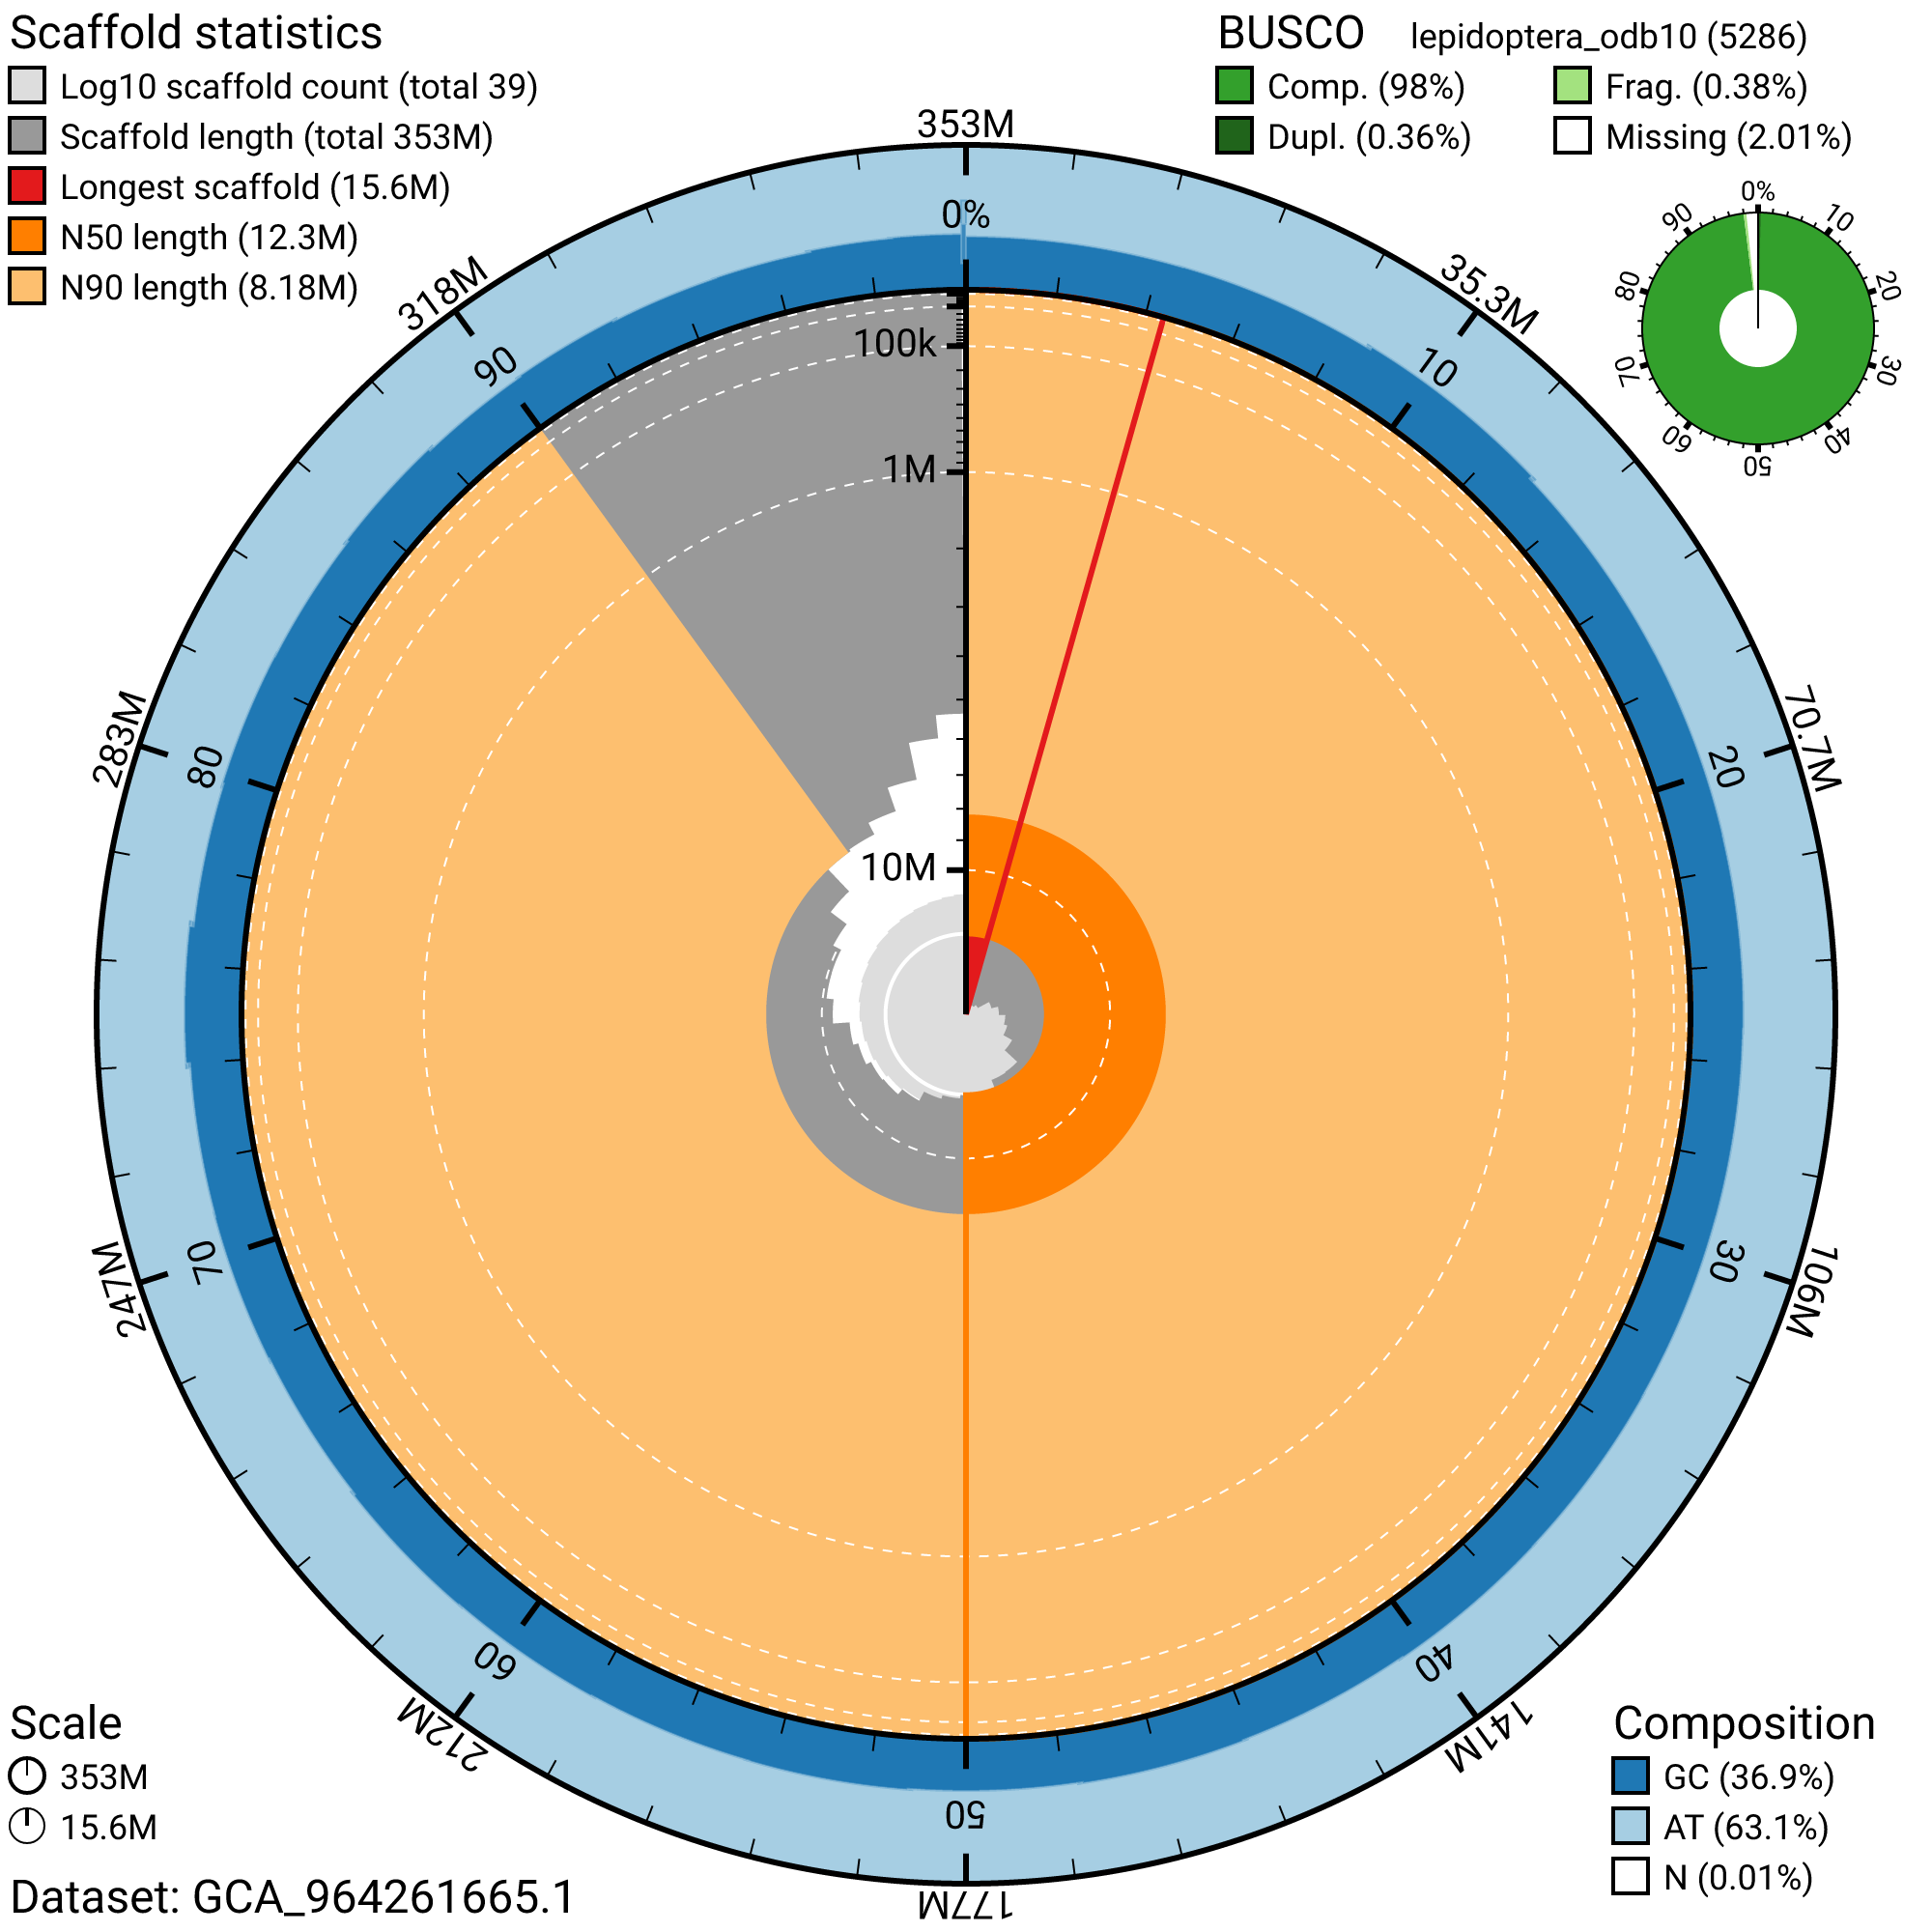 Scaffold statistics
Log10 scaffold count (total 39)
Scaffold length (total 353M)
Longest scaffold (15.6M)
N50 length (12.3M)
N90 length (8.18M)
BUSCO lepidoptera_odb10 (5286)
Comp. (98%) Frag. (0.38%)
Dupl. (0.36%) Missing (2.01%)
0%
10
20
30
40
50
60
70
80
90
353M
35.3M
70.7M
106M
141M
177M
212M
247M
283M
318M
0%
10
20
30
40
50
60
70
80
90
100k
1M
10M
Scale
353M
15.6M
Dataset: GCA_964261665.1
Composition
GC (36.9%)
AT (63.1%)
N (0.01%)